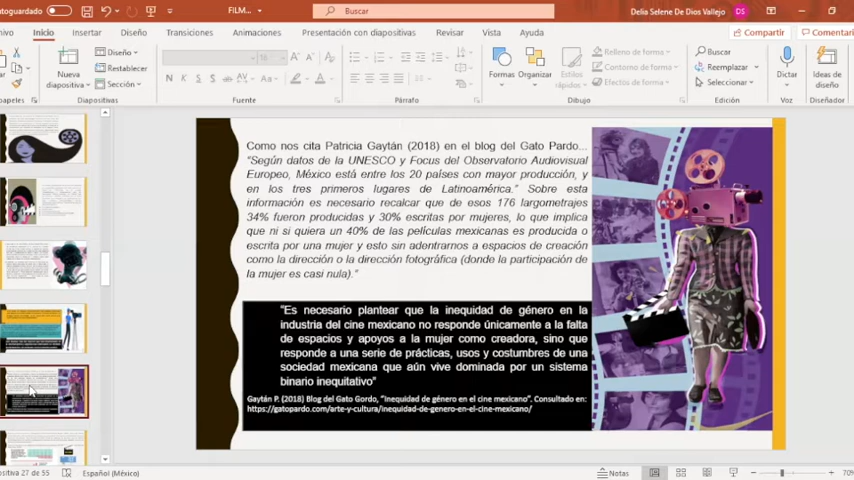 toguardado
FILM...
Buscar
Delia Selene De Dios Vallejo
DS
Inicio
Insertar
Diseño
Transiciones
Animaciones
Presentación con diapositivas
Revisar
Vista
Ayuda
Compartir
Comentari
Nueva
diapositiva
Diseño
Restablecer
Sección
16
N K S ab AV Aa A
Formas
Organizar
Estilos
rápidos
Relleno de forma
Contorno de forma
Efectos de forma
Buscar
Reemplazar
Seleccionar
Dictar
Ideas de
diseño
papeles
Diapositivas
Fuente
Párrafo
Dibujo
Edición
Voz
Diseñador
Como nos cita Patricia Gaytán (2018) en el blog del Gato Pardo...
“Según datos de la UNESCO y Focus del Observatorio Audiovisual
Europeo, México está entre los 20 países con mayor producción, y
en los tres primeros lugares de Latinoamérica.” Sobre esta
información es necesario recalcar que de esos 176 largometrajes
34% fueron producidas y 30% escritas por mujeres, lo que implica
que ni si quiera un 40% de las películas mexicanas es producida o
escrita por una mujer y esto sin adentrarnos a espacios de creación
como la dirección o la dirección fotográfica (donde la participación de
la mujer es casi nula).”
“Es necesario plantear que la inequidad de género en la
industria del cine mexicano no responde únicamente a la falta
de espacios y apoyos a la mujer como creadora, sino que
responde a una serie de prácticas, usos y costumbres de una
sociedad mexicana que aún vive dominada por un sistema
binario inequitativo”
Gaytán P. (2018) Blog del Gato Gordo, “Inequidad de género en el cine mexicano”. Consultado en:
https://gatopardo.com/arte-y-cultura/inequidad-de-genero-en-el-cine-mexicano/
ositiva 27 de 55
Español (México)
Notas
70%